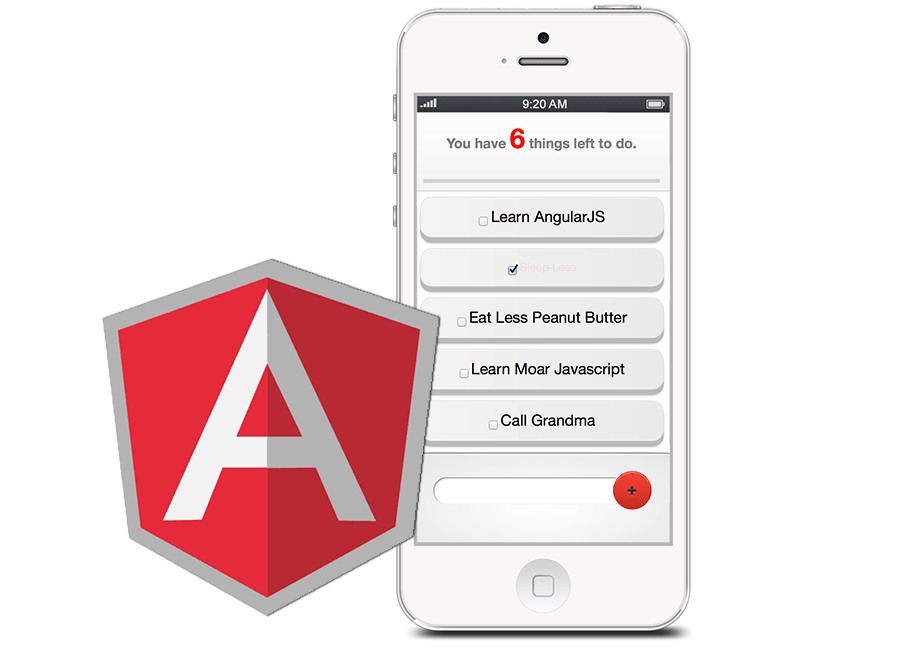 9:20 AM
You have 6 things left to do.
Learn AngularJS
Sleep Less
Eat Less Peanut Butter
Learn Moar Javascript
Call Grandma
+
A